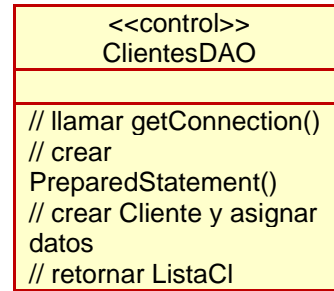 <<control>>
ClientesDAO
// llamar getConnection()
// crear
PreparedStatement()
// crear Cliente y asignar
datos
// retornar ListaCl